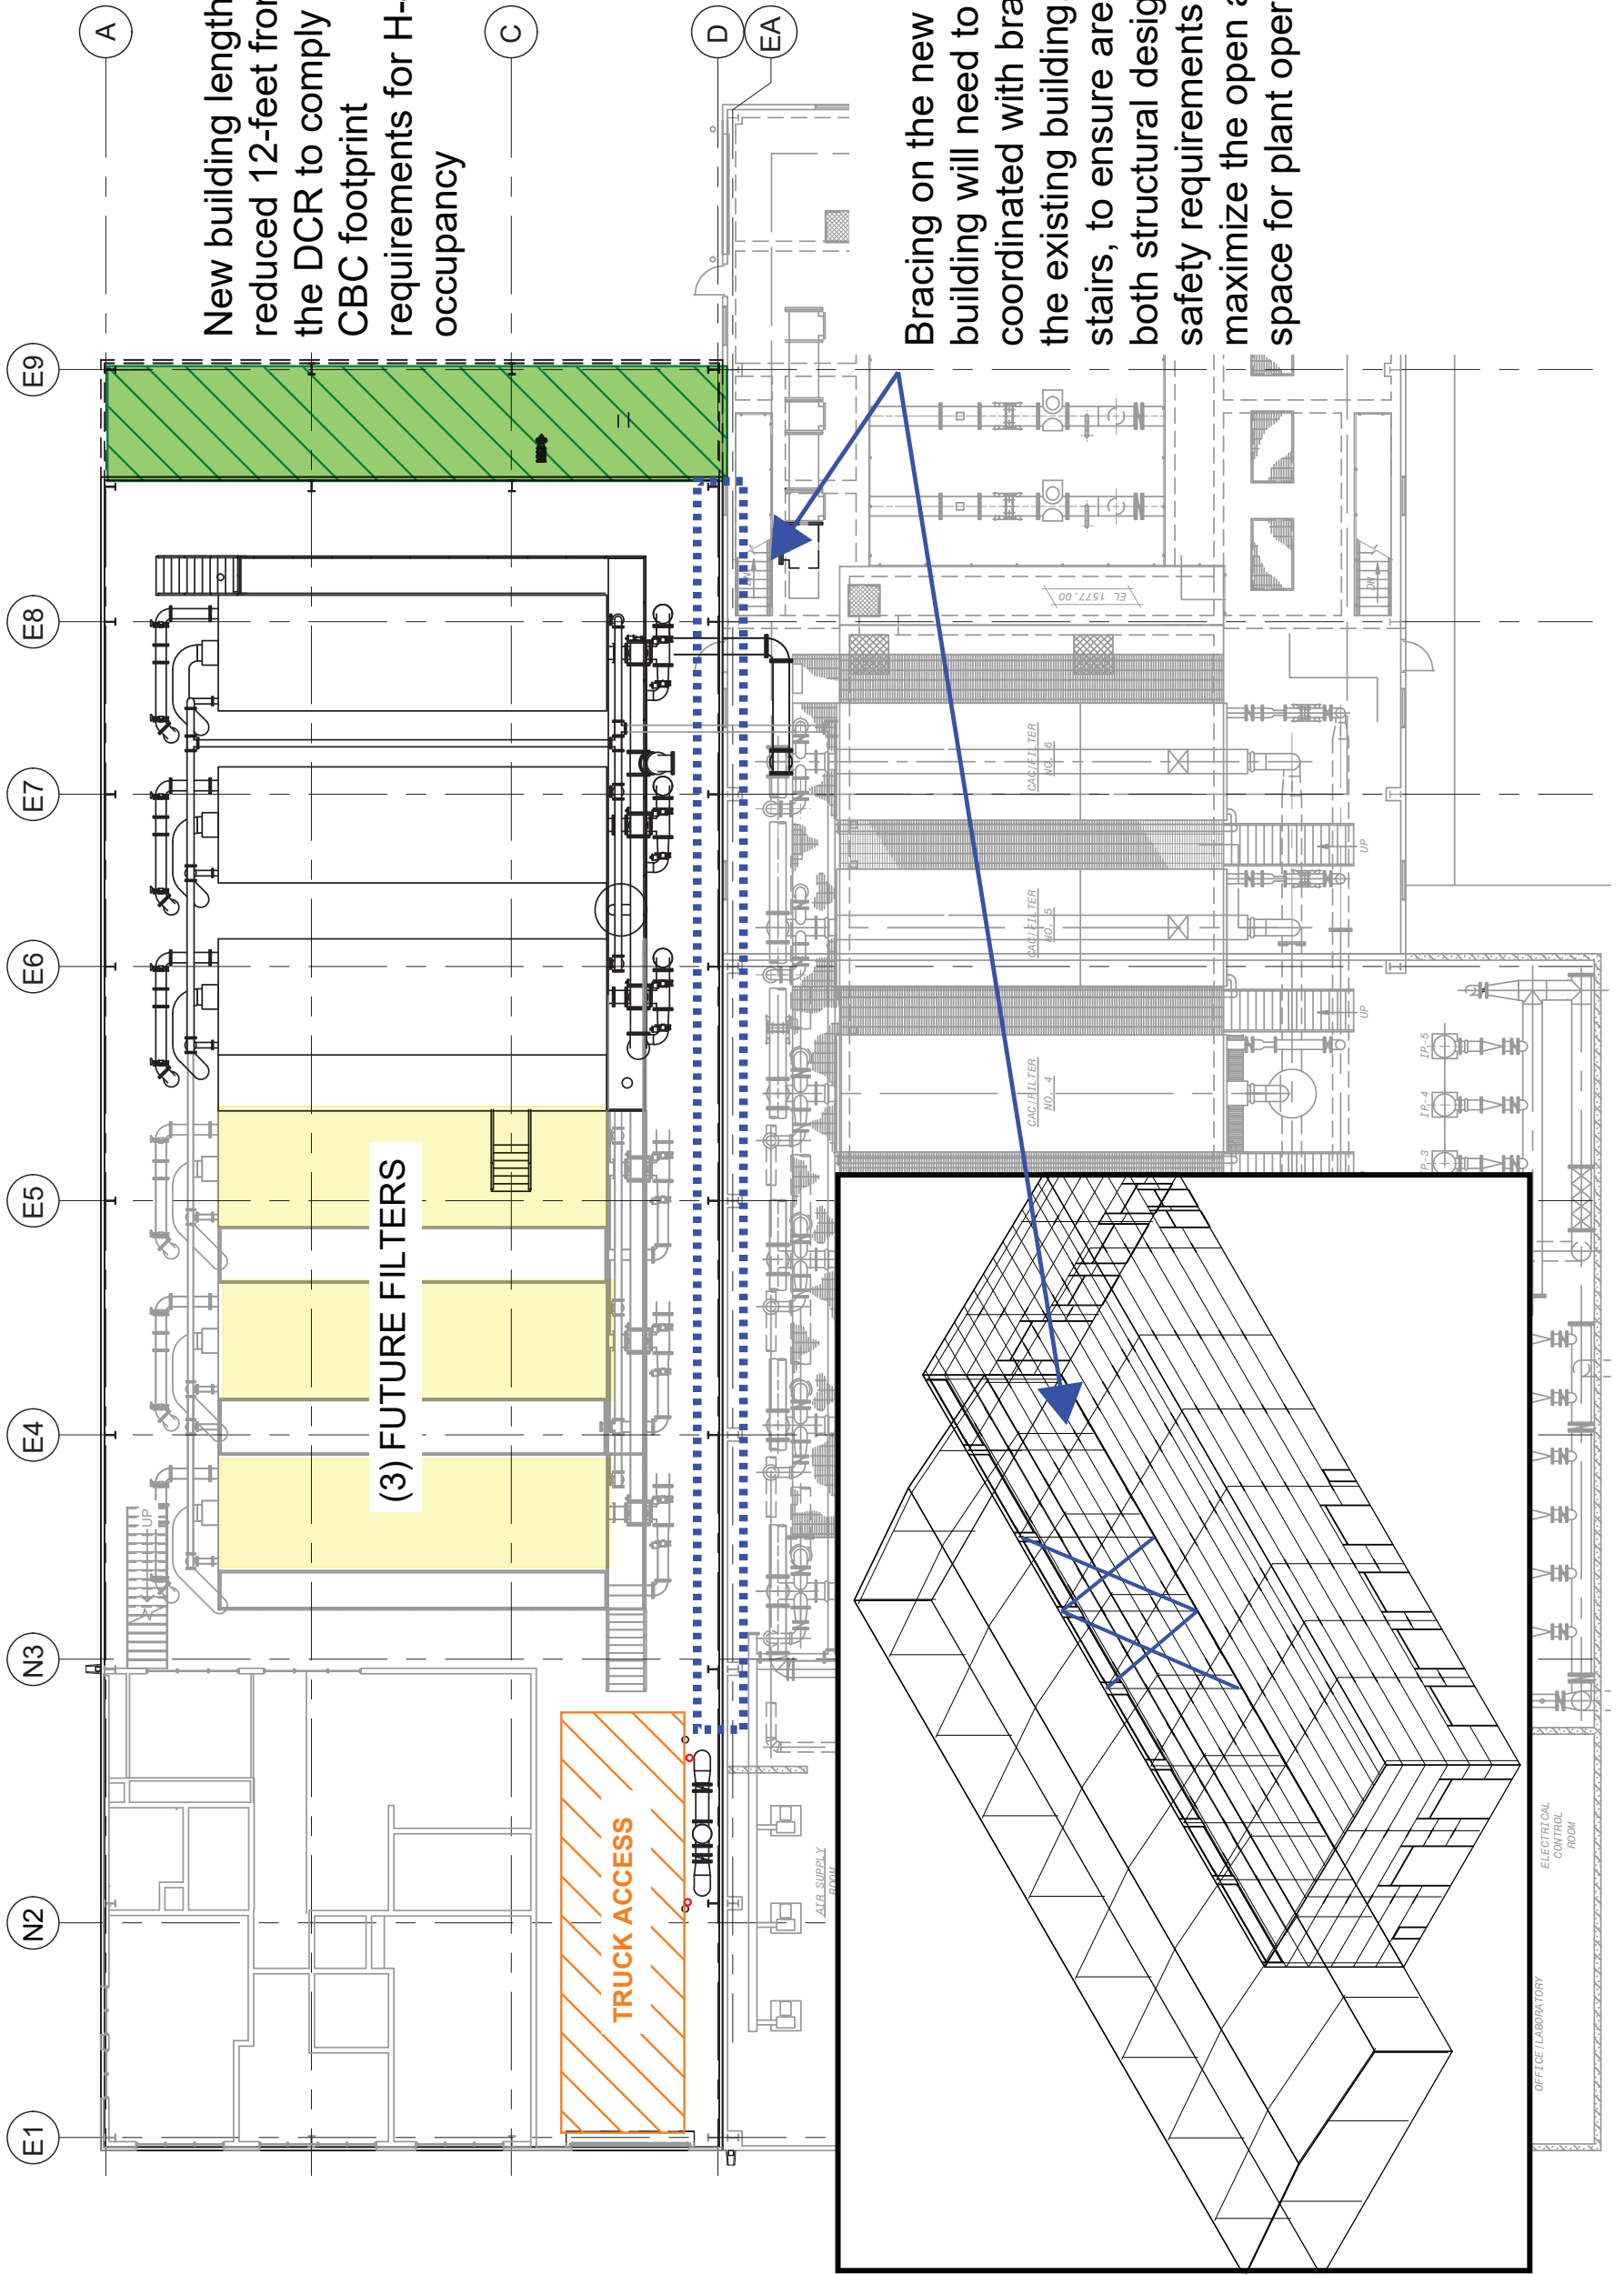 E1
N2
N3
E4
E5
E6
E7
E8
E9
A
C
D
EA
New building length
reduced 12-feet from
the DCR to comply
CBC footprint
requirements for H-
occupancy
Bracing on the new
building will need to
coordinated with bra
the existing building,
stairs, to ensure are
both structural desig
safety requirements
maximize the open a
space for plant oper
(3) FUTURE FILTERS
TRUCK ACCESS
UP
DN
EL 1577.00
CAC/FILTER
NO. 6
CAC/FILTER
NO. 5
CAC/FILTER
NO. 4
UP
UP
DN
IP-5
IP-4
IP-3
AIR SUPPLY
ROOM
ELECTRICAL
CONTROL
ROOM
OFFICE/LABORATORY